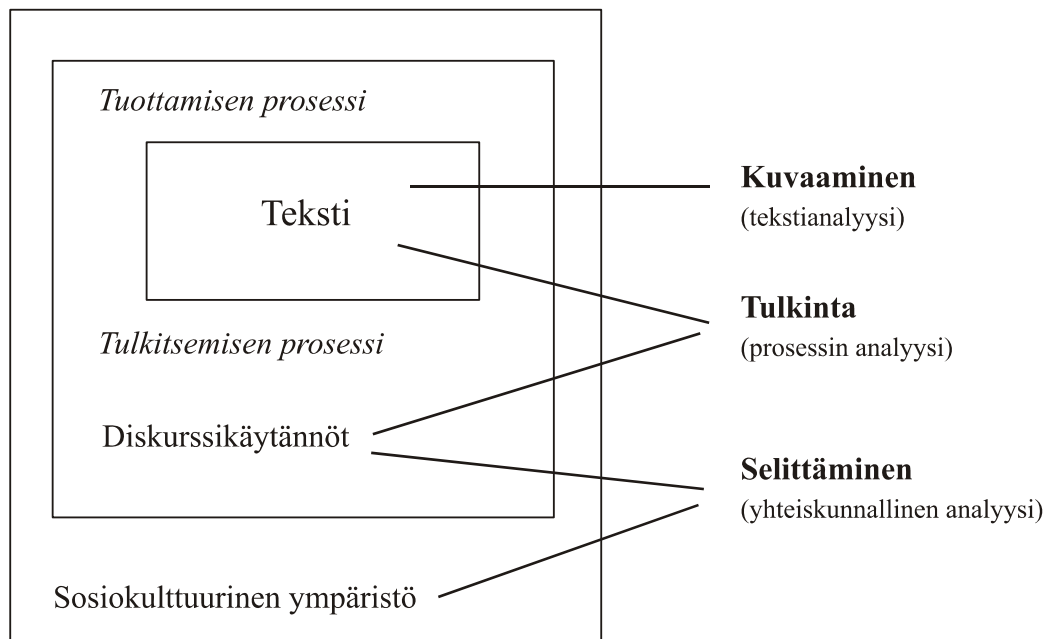 Tuottamisen prosessi
Teksti
Tulkitsemisen prosessi
Diskurssikäytännöt
Sosiokulttuurinen ympäristö
Kuvaaminen
(tekstianalyysi)
Tulkinta
(prosessin analyysi)
Selittäminen
(yhteiskunnallinen analyysi)